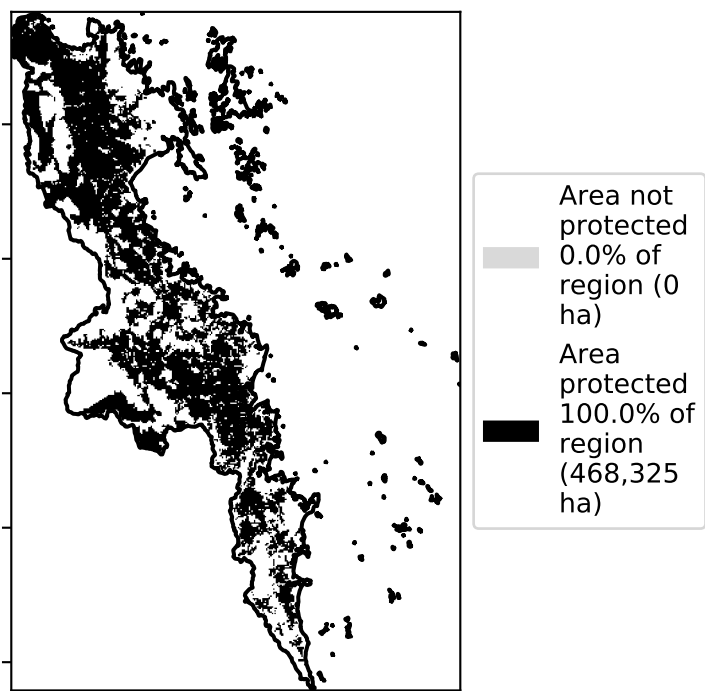 Area not
protected
0.0% of
region (0
ha)
Area
protected
100.0% of
region
(468,325
ha)